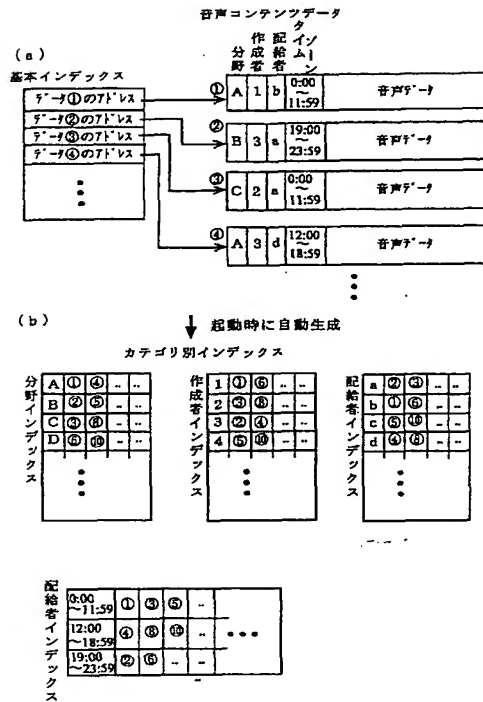 音声コンテンツデータ
(a)
基本インデックス
データ①のアドレス
データ②のアドレス
データ③のアドレス
データ④のアドレス
分野
作成者
配給者
タイムゾーン
① A 1 b 0:00～11:59 音声データ
② B 3 a 19:00～23:59 音声データ
③ C 2 a 0:00～11:59 音声データ
④ A 3 d 12:00～18:59 音声データ
(b)
起動時に自動生成
カテゴリ別インデックス
分野インデックス
A ① ④ .. ..
B ② ⑤ .. ..
C ③ .. ..
D ⑩ .. ..
作成者インデックス
1 ① ⑥ .. ..
2 ③ ⑧ .. ..
3 ② ④ .. ..
4 ⑤ ⑩ .. ..
配給者インデックス
a ② ③ ..
b ① ⑥ .. ..
c ⑤ ⑩ .. ..
d ④ ⑧ .. ..
配給者インデックス
0:00～11:59 ① ③ ⑤ ..
12:00～18:59 ④ ⑧ ⑩ ..
19:00～23:59 ② ⑥ .. ..